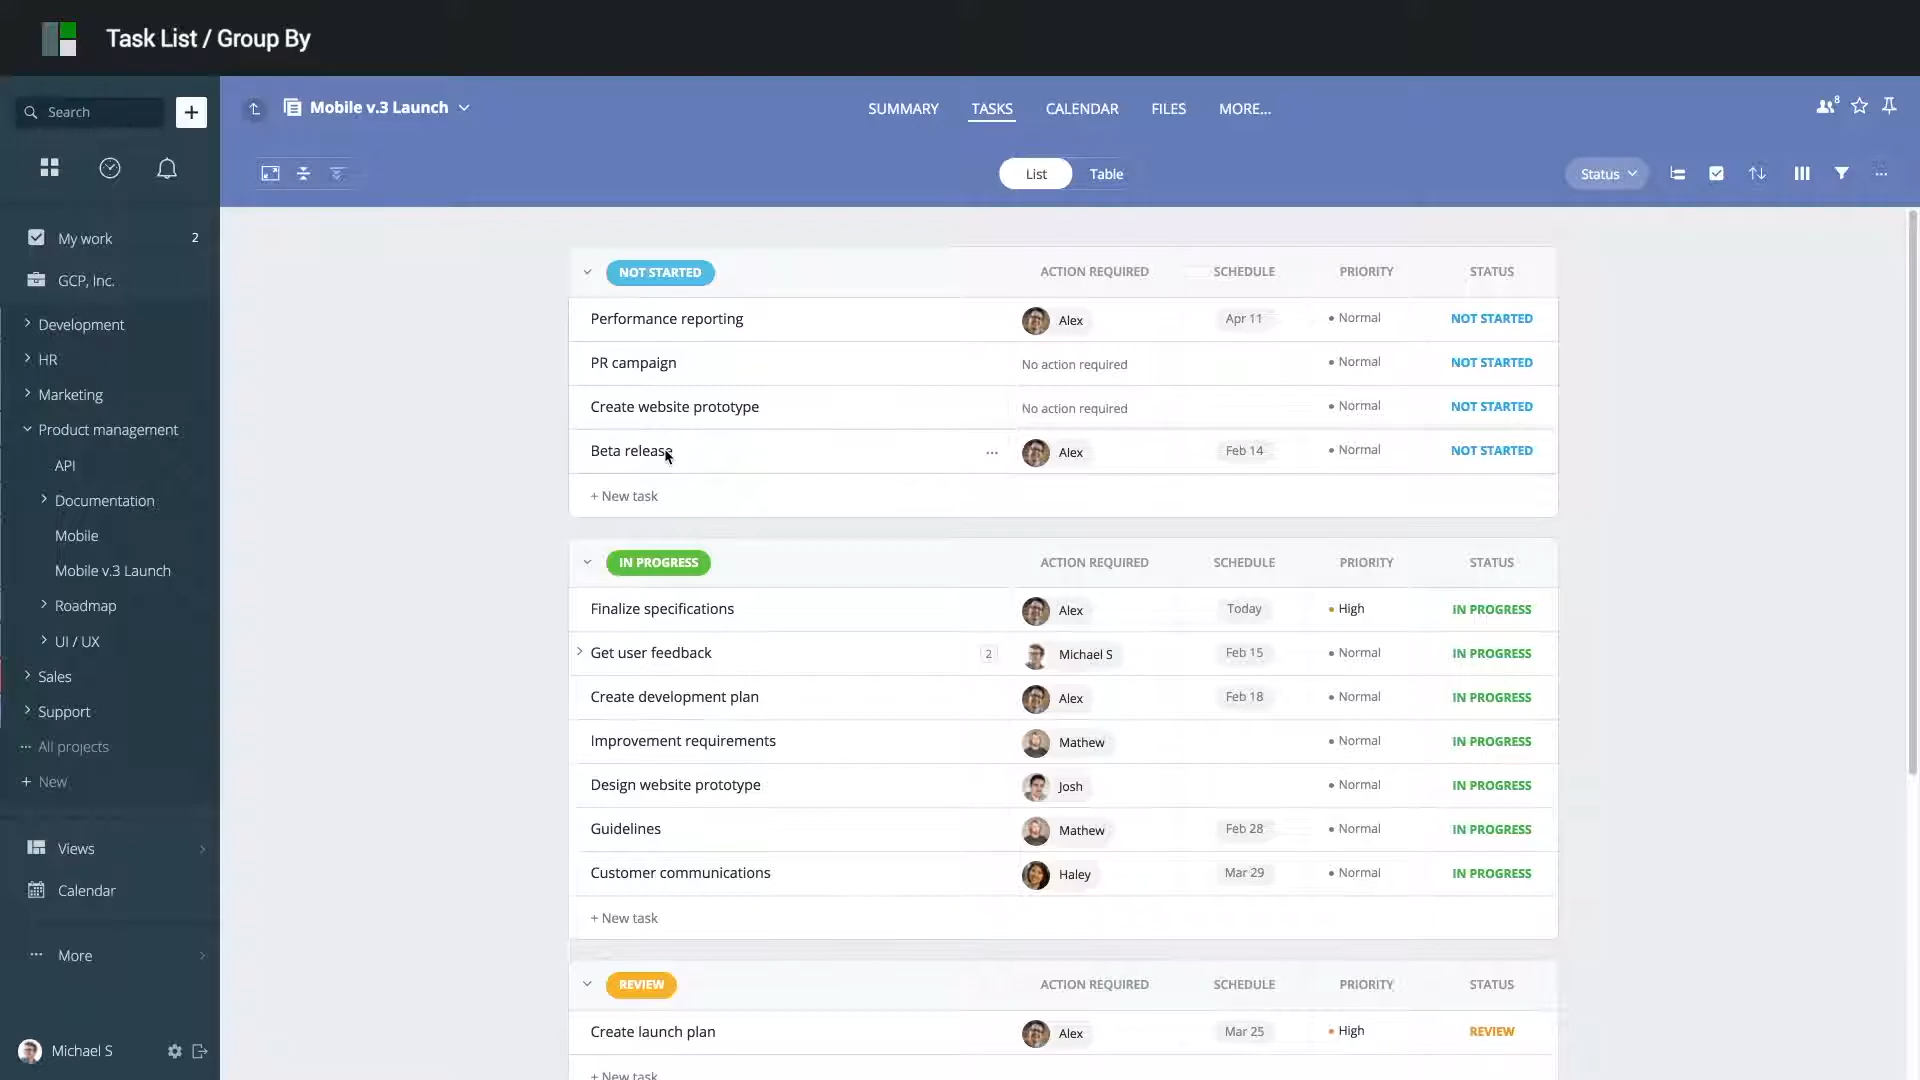 Task List / Group By
Search
+
My work 2
GCP, Inc.
Development
HR
Marketing
Product management
API
Documentation
Mobile
Mobile v.3 Launch
Roadmap
UI / UX
Sales
Support
All projects
+ New
Views
Calendar
More
Michael S
Mobile v.3 Launch
SUMMARY TASKS CALENDAR FILES MORE...
8
List Table
Status
NOT STARTED ACTION REQUIRED SCHEDULE PRIORITY STATUS
Performance reporting Alex Apr 11 Normal NOT STARTED
PR campaign No action required Normal NOT STARTED
Create website prototype No action required Normal NOT STARTED
Beta release Alex Feb 14 Normal NOT STARTED
+ New task
IN PROGRESS ACTION REQUIRED SCHEDULE PRIORITY STATUS
Finalize specifications Alex Today High IN PROGRESS
Get user feedback 2 Michael S Feb 15 Normal IN PROGRESS
Create development plan Alex Feb 18 Normal IN PROGRESS
Improvement requirements Mathew Normal IN PROGRESS
Design website prototype Josh Normal IN PROGRESS
Guidelines Mathew Feb 28 Normal IN PROGRESS
Customer communications Haley Mar 29 Normal IN PROGRESS
+ New task
REVIEW ACTION REQUIRED SCHEDULE PRIORITY STATUS
Create launch plan Alex Mar 25 High REVIEW
+ New task